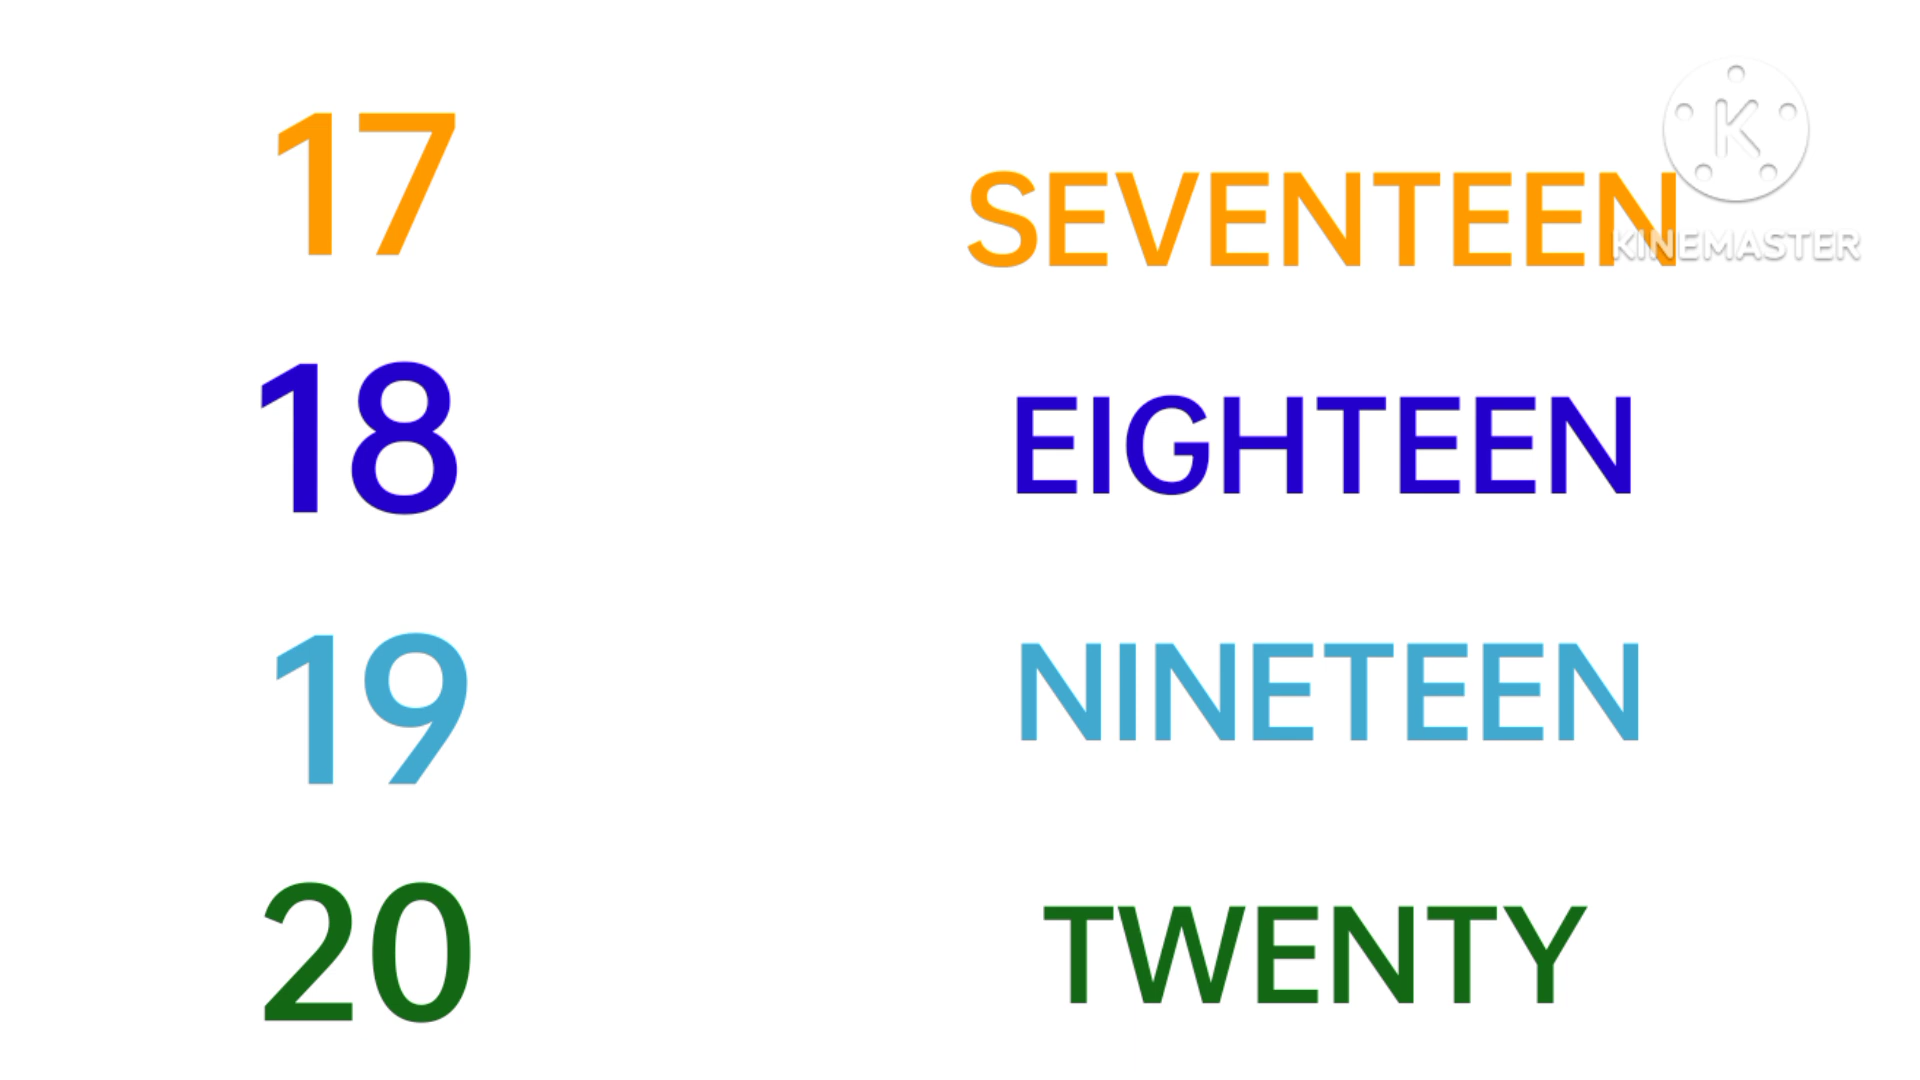 17 SEVENTEEN
K
KINEMASTER
18 EIGHTEEN
19 NINETEEN
20 TWENTY